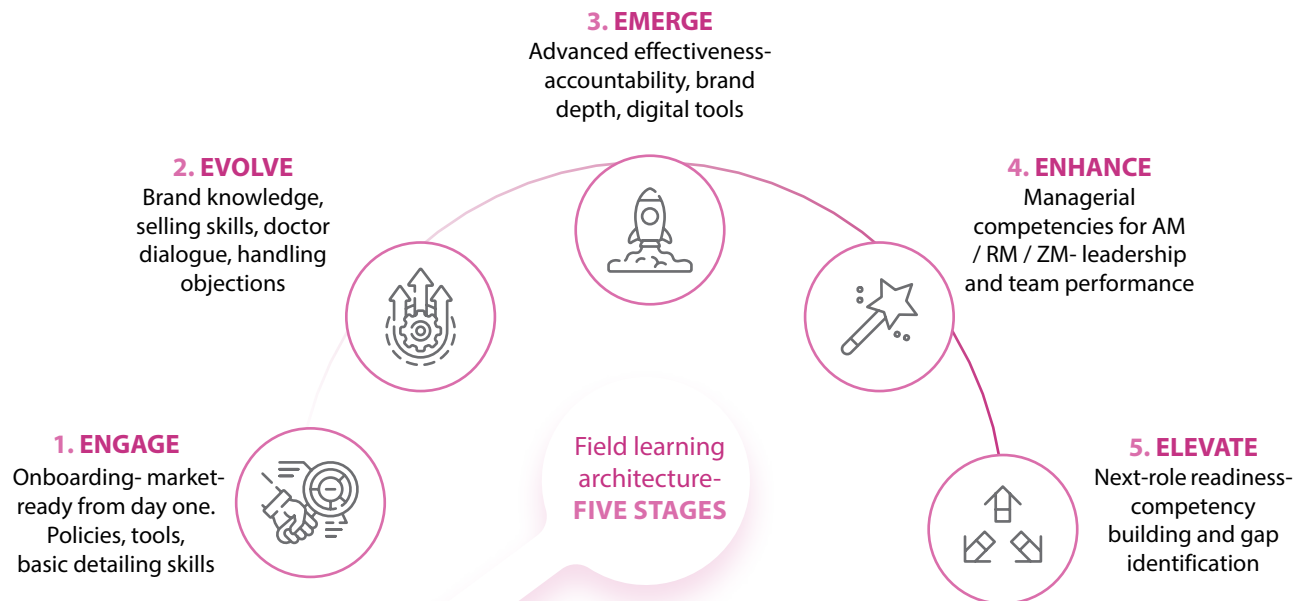 3. EMERGE
Advanced effectiveness-
accountability, brand
depth, digital tools
2. EVOLVE
Brand knowledge,
selling skills, doctor
dialogue, handling
objections
4. ENHANCE
Managerial
competencies for AM
/ RM / ZM- leadership
and team performance
1. ENGAGE
Onboarding- market-
ready from day one.
Policies, tools,
basic detailing skills
Field learning
architecture-
FIVE STAGES
5. ELEVATE
Next-role readiness-
competency
building and gap
identification